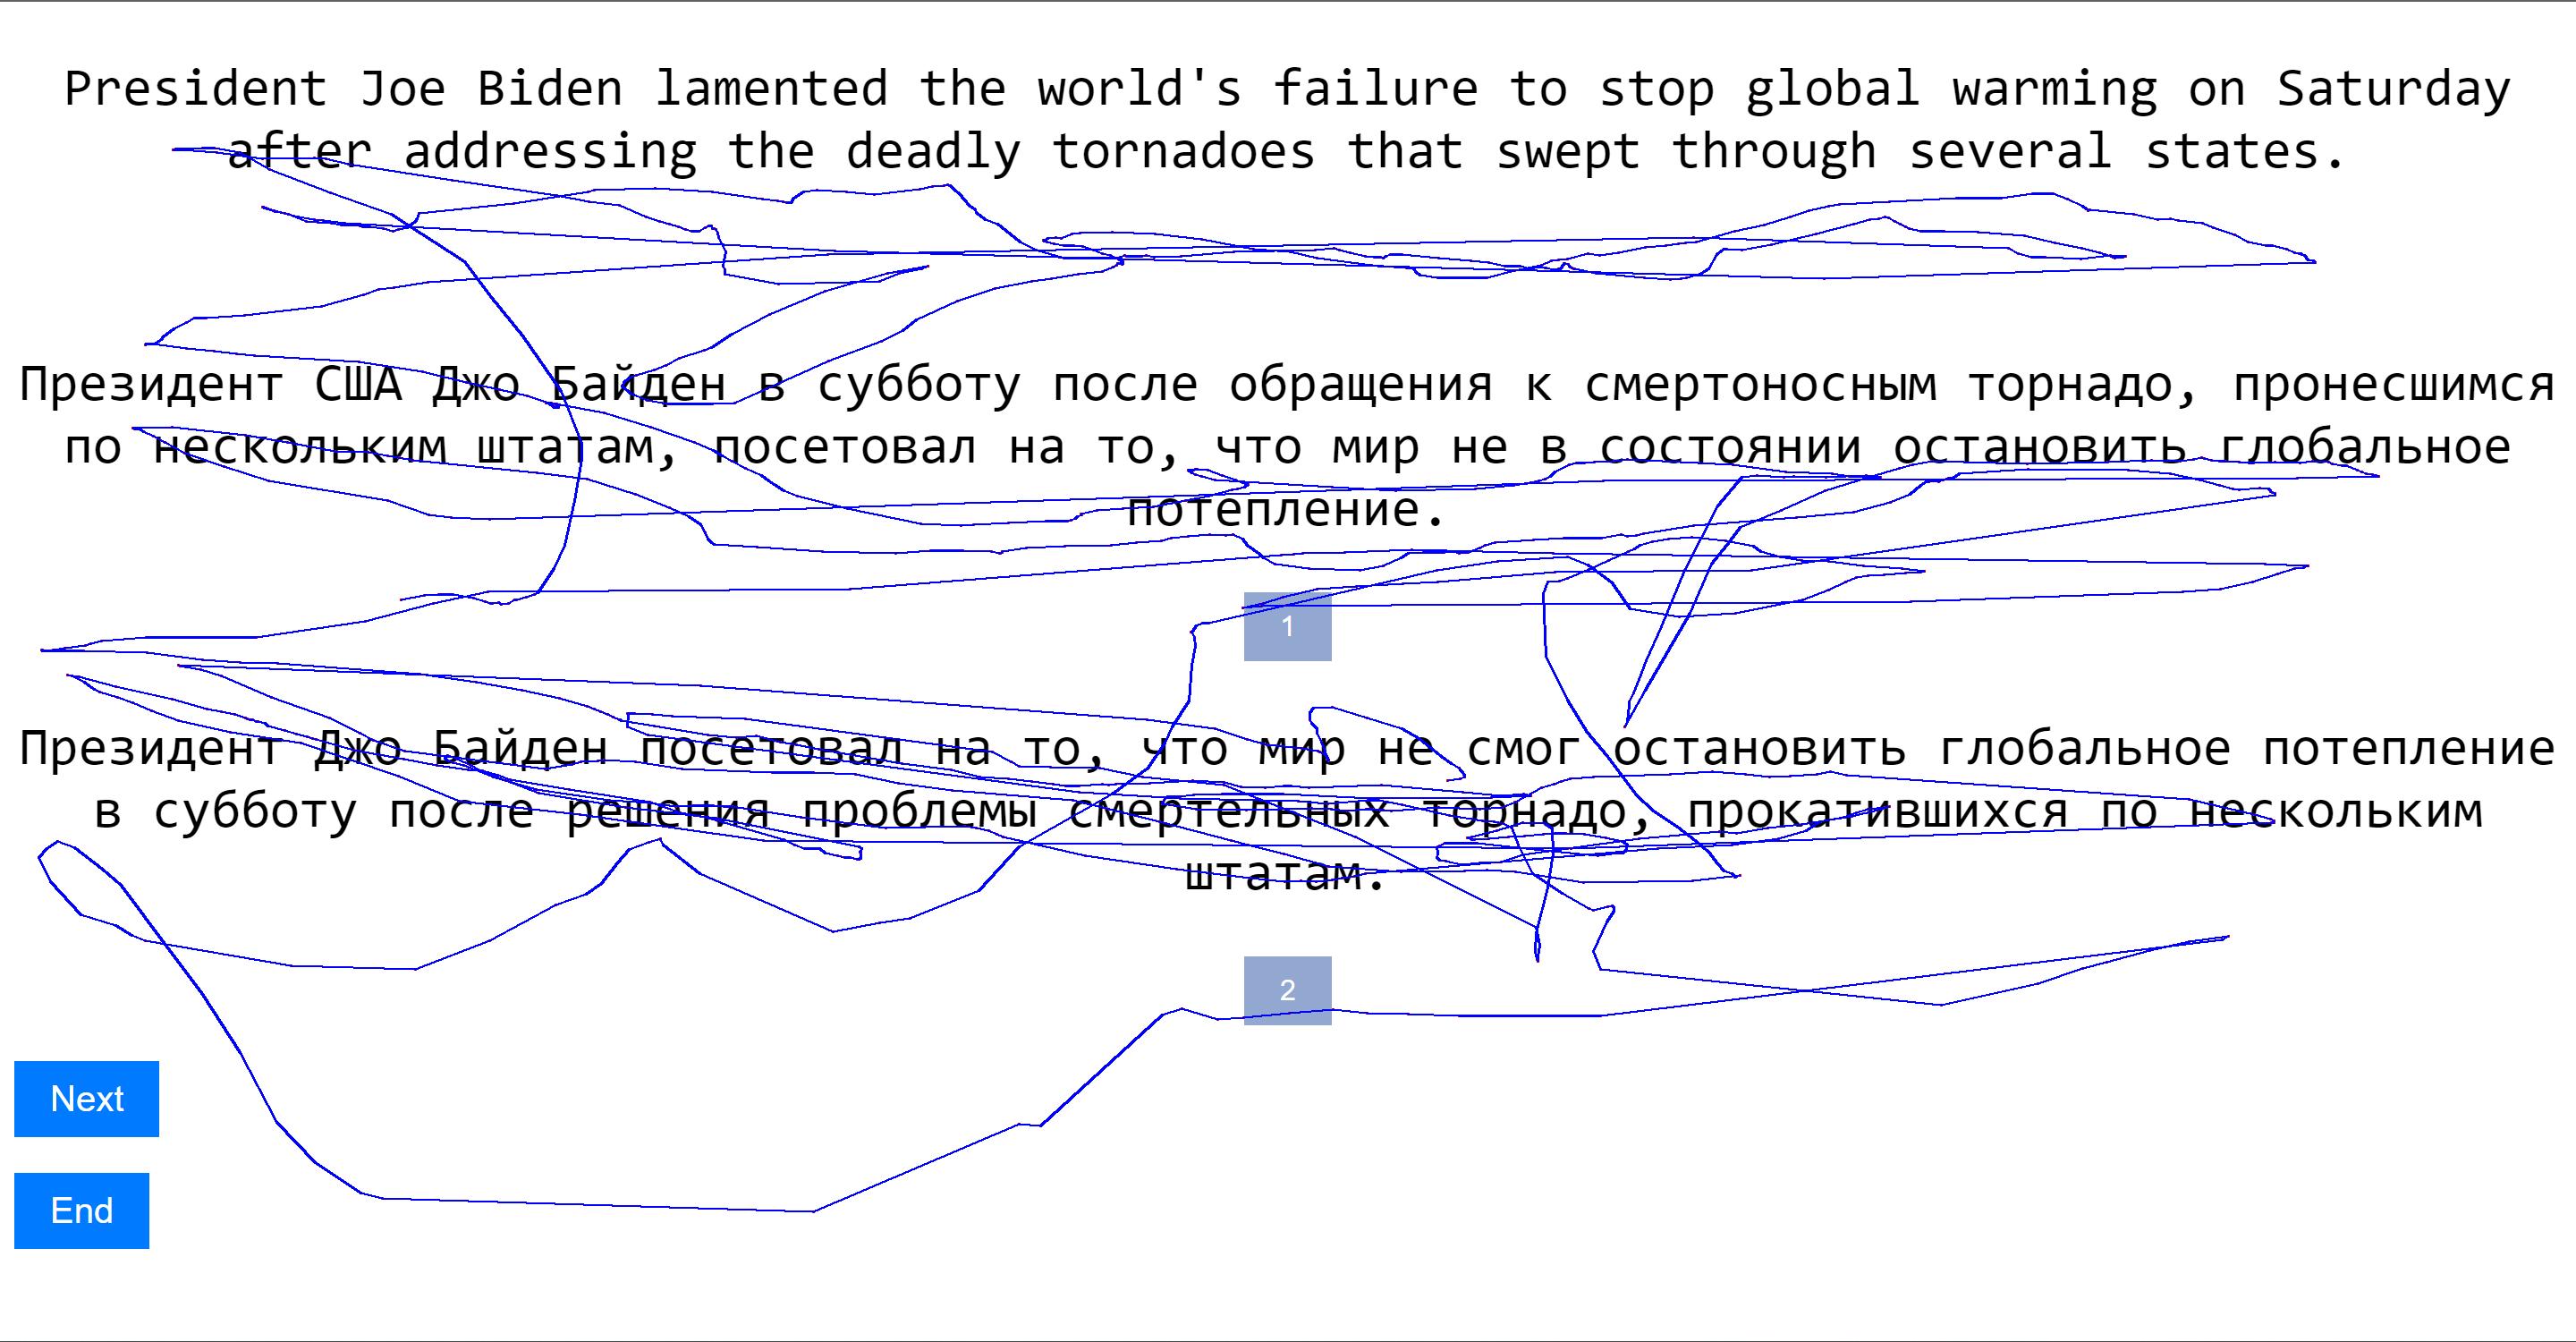 President Joe Biden lamented the world's failure to stop global warming on Saturday
after addressing the deadly tornadoes that swept through several states.
Президент США Джо Байден в субботу после обращения к смертоносным торнадо, пронесшимся
по нескольким штатам, посетовал на то, что мир не в состоянии остановить глобальное
потепление.
1
Президент Джо Байден посетовал на то, что мир не смог остановить глобальное потепление
в субботу после решения проблемы смертельных торнадо, прокатившихся по нескольким
штатам.
2
Next
End